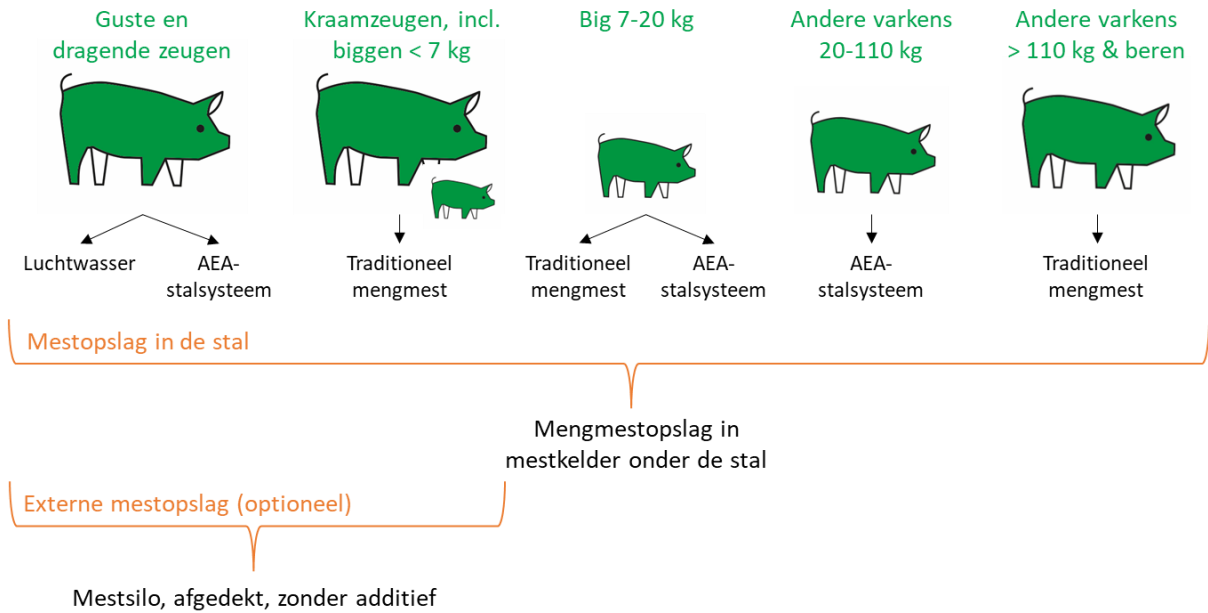 Guste en
dragende zeugen
Kraamzeugen, incl.
biggen < 7 kg
Big 7-20 kg
Andere varkens
20-110 kg
Andere varkens
> 110 kg & beren
Luchtwasser
AEA-
stalsysteem
Traditioneel
mengmest
Traditioneel
mengmest
AEA-
stalsysteem
AEA-
stalsysteem
Traditioneel
mengmest
Mestopslag in de stal
Mengmestopslag in
mestkelder onder de stal
Externe mestopslag (optioneel)
Mestsilo, afgedekt, zonder additief